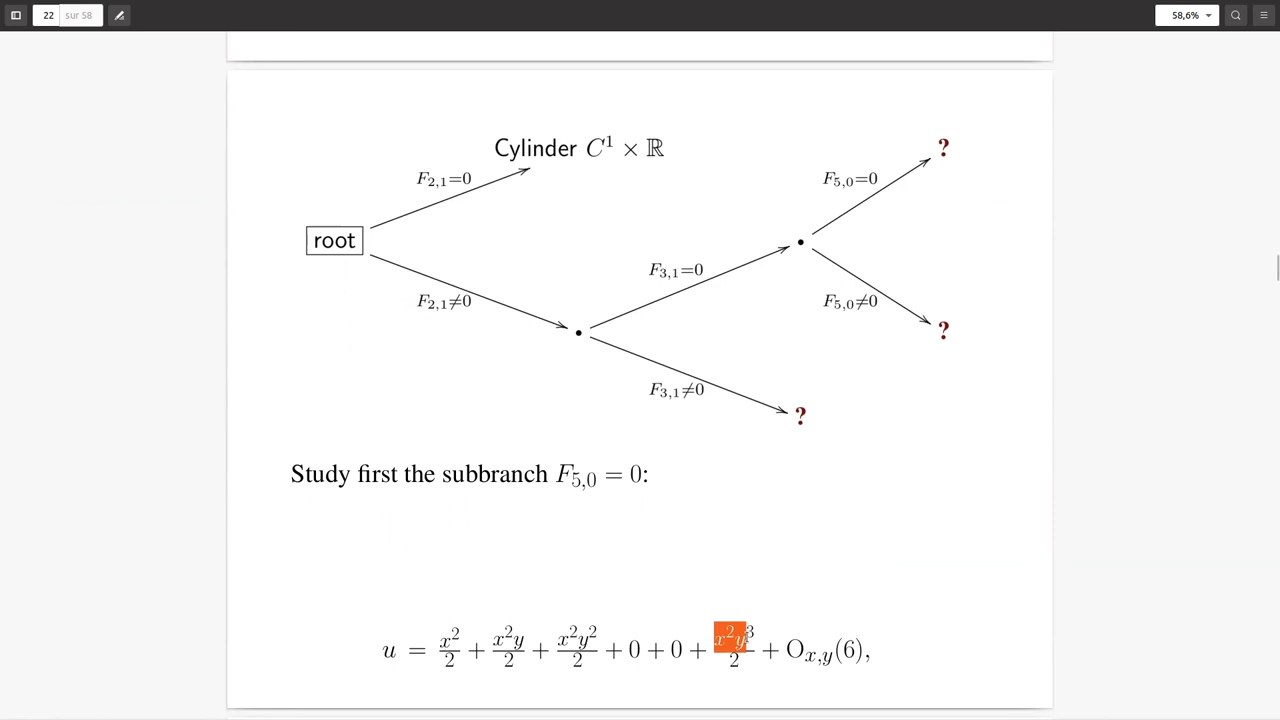 22 sur 58 58,6%
Cylinder C¹ × ℝ ?
F₂,₁=0 F₅,₀=0
root
F₃,₁=0
F₂,₁≠0 F₅,₀≠0
?
F₃,₁≠0
?
Study first the subbranch F₅,₀ = 0:
u = x²/2 + x²y/2 + x²y²/2 + 0 + 0 + x²y³/2 + Oₓ,ᵧ(6),